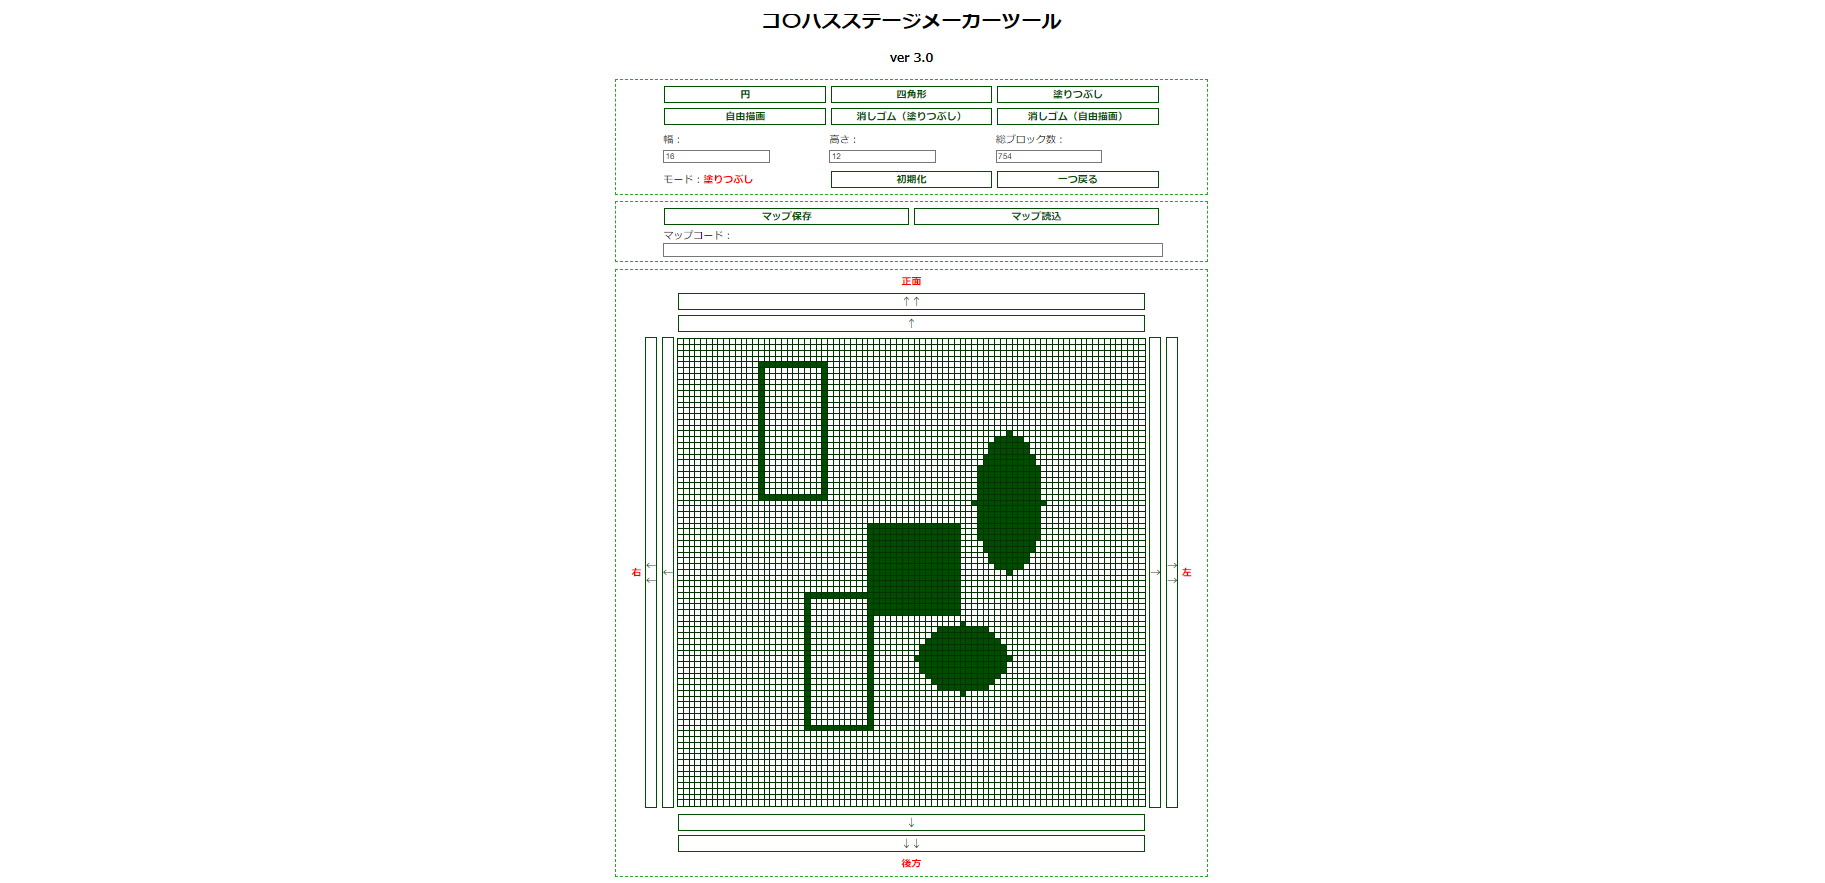 コ〇ハスステージメーカーツール
ver 3.0
円 四角形 塗りつぶし
自由描画 消しゴム（塗りつぶし） 消しゴム（自由描画）
幅： 高さ： 総ブロック数：
16 12 754
モード：塗りつぶし 初期化 一つ戻る
マップ保存 マップ読込
マップコード：
正面
↑↑
↑
右 ←← ← → →→ 左
↓
↓↓
後方